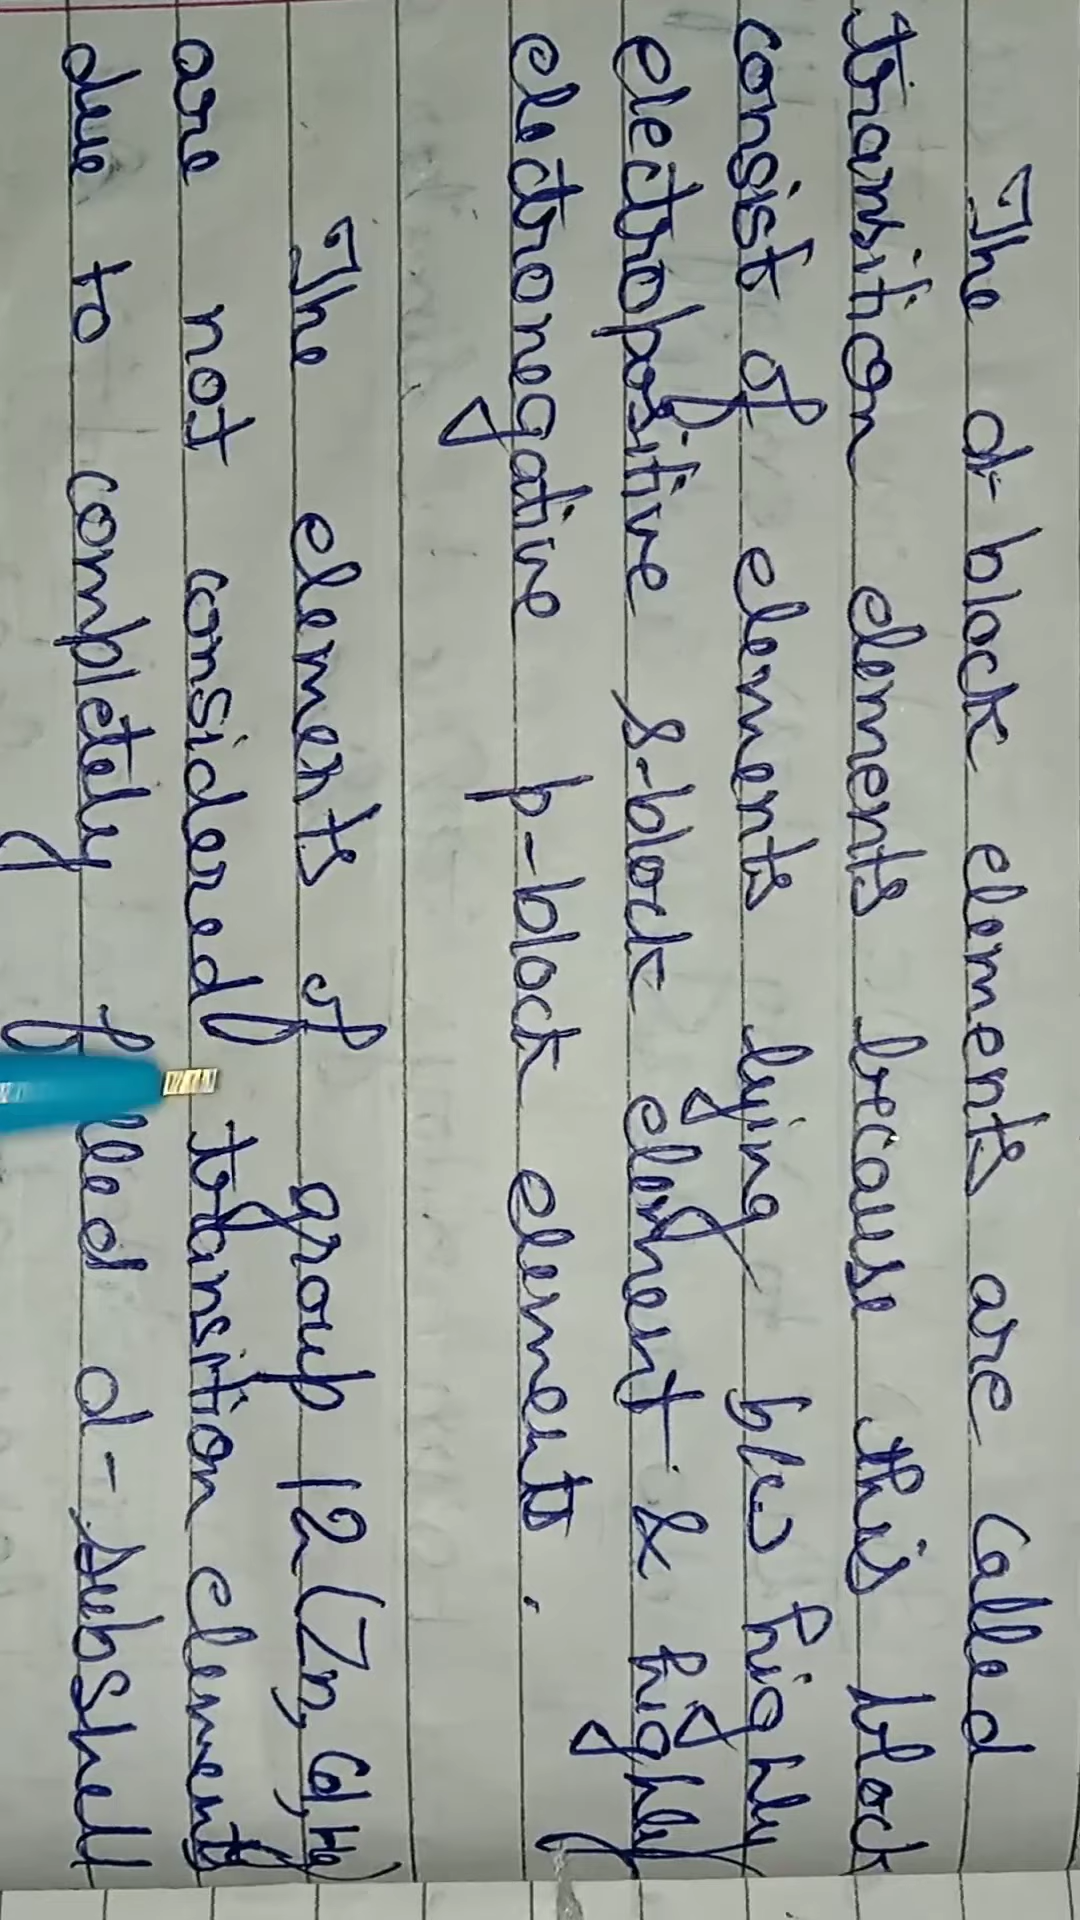 The d-block elements are called
transition elements because this block
consist of elements lying b/w highly
electropositive s-block element & highly
electronegative p-block elements.
The elements of group 12 (Zn, Cd, Hg)
are not considered transition elements
due to completely filled d-subshell